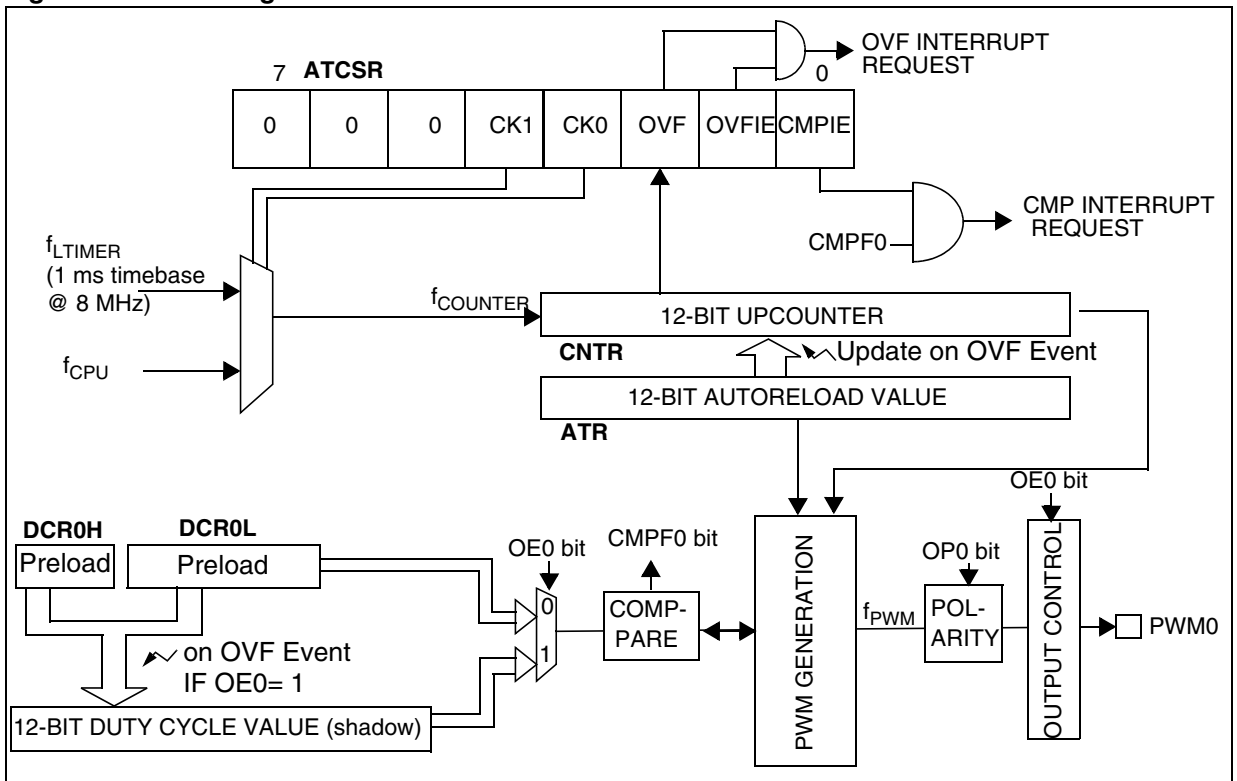 7 ATCSR
0
0 0 0 CK1 CK0 OVF OVFIE CMPIE
OVF INTERRUPT
REQUEST
CMP INTERRUPT
REQUEST
CMPF0
fLTIMER
(1 ms timebase
@ 8 MHz)
fCPU
fCOUNTER
12-BIT UPCOUNTER
CNTR
Update on OVF Event
12-BIT AUTORELOAD VALUE
ATR
DCR0H
Preload
DCR0L
Preload
on OVF Event
IF OE0= 1
12-BIT DUTY CYCLE VALUE (shadow)
OE0 bit
0
1
CMPF0 bit
COMP-
PARE
PWM GENERATION
fPWM
OP0 bit
POL-
ARITY
OE0 bit
OUTPUT CONTROL
PWM0